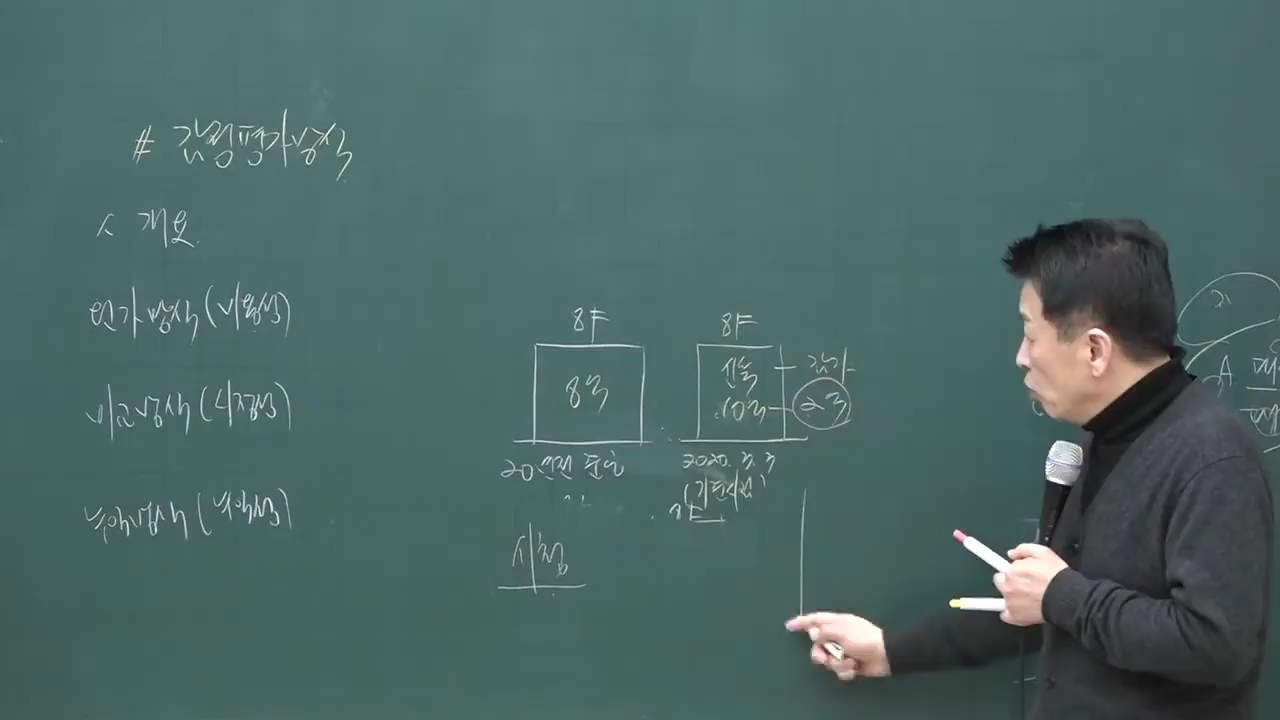 # 감정평가방식
개요
원가방식(비용성)
비교방식(시장성)
수익방식(수익성)
8F
8억
20년전 준공
시장
8F
신축
10억
감가
2억
2020. 3. 3
(기준시점)
8F
A